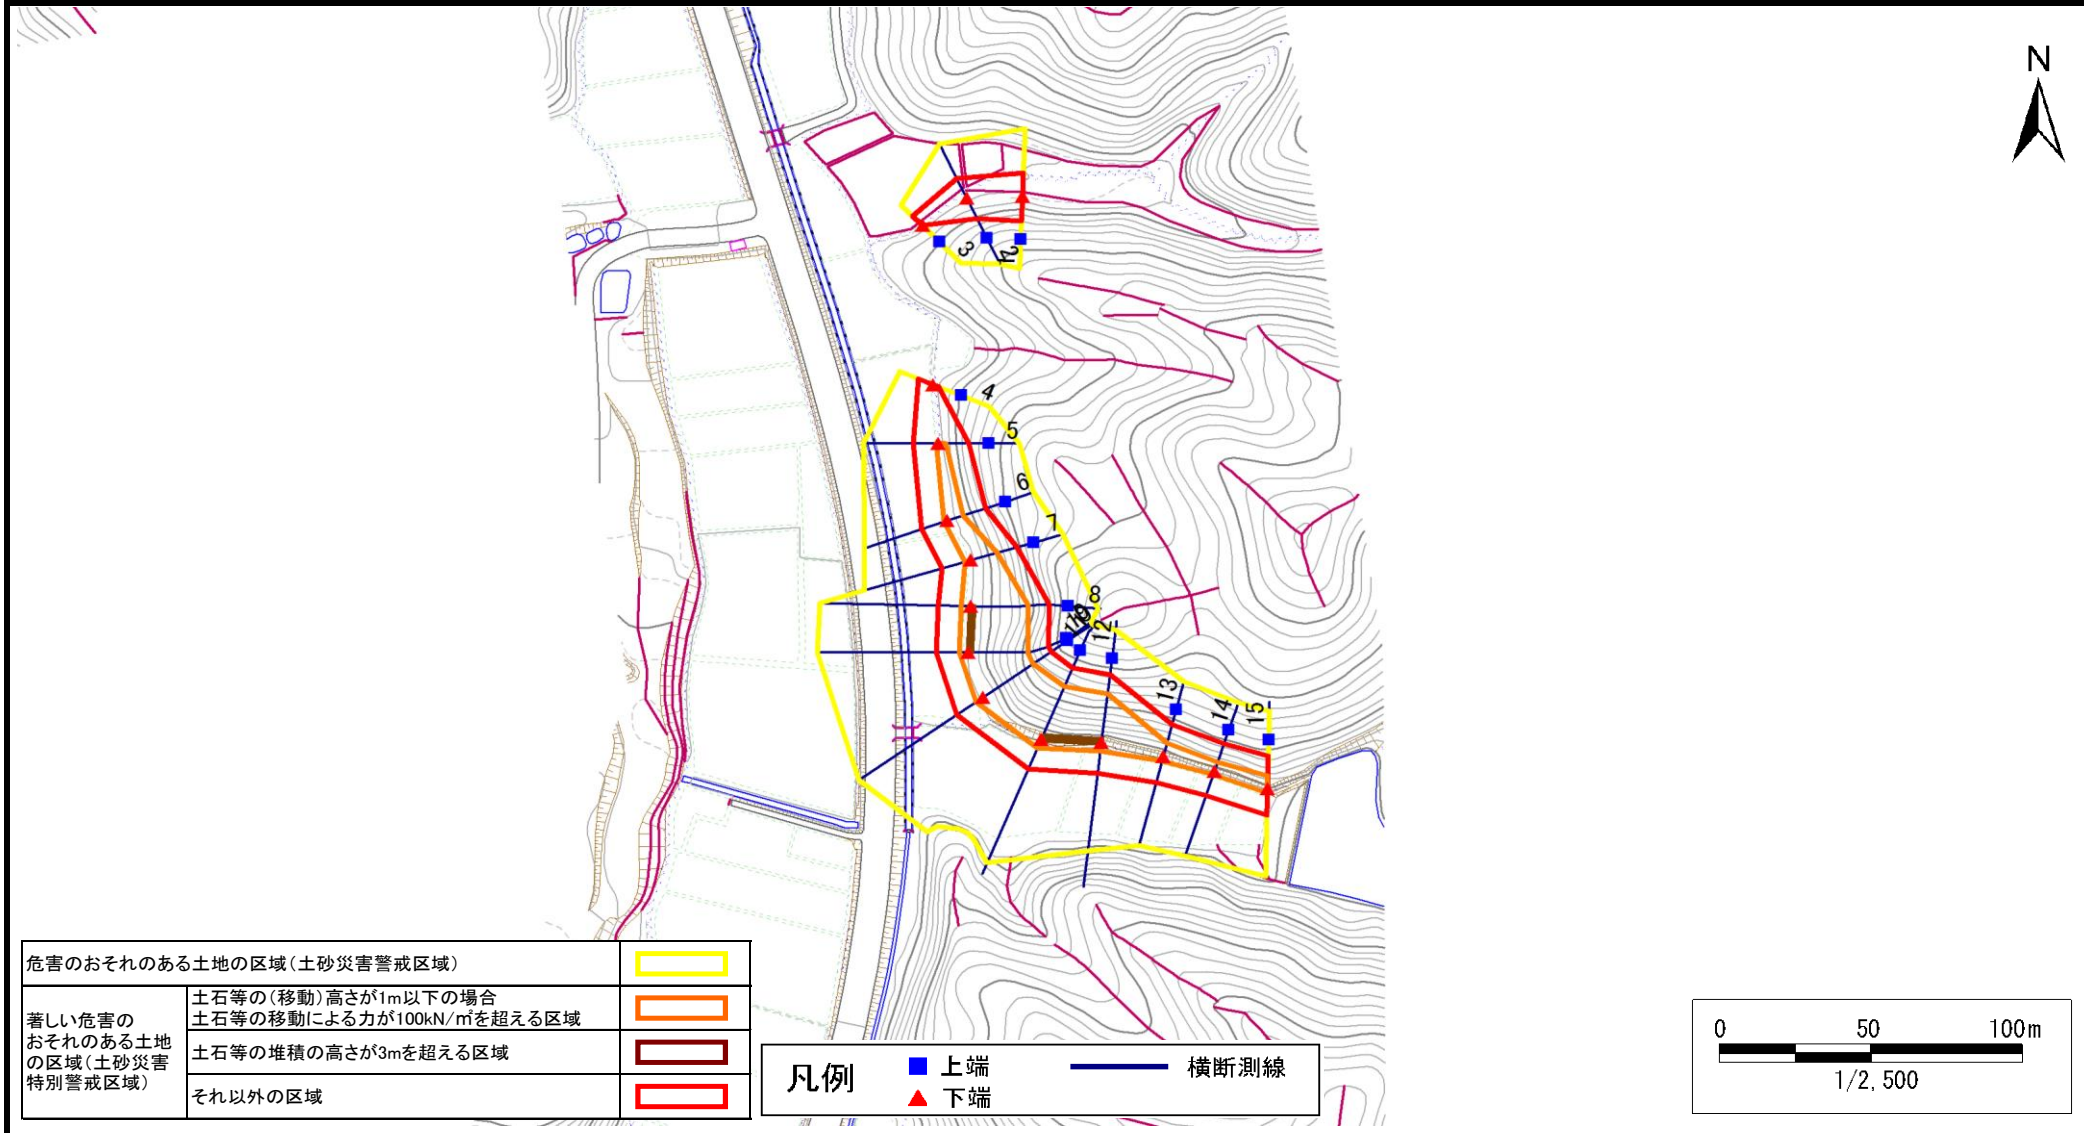 N
3
2
4
5
6
7
8
12
13
14
15
危害のおそれのある土地の区域(土砂災害警戒区域)
著しい危害の
おそれのある土地
の区域(土砂災害
特別警戒区域)
土石等の(移動)高さが1m以下の場合
土石等の移動による力が100kN/㎡を超える区域
土石等の堆積の高さが3mを超える区域
それ以外の区域
凡例
上端
下端
横断測線
0 50 100m
1/2,500